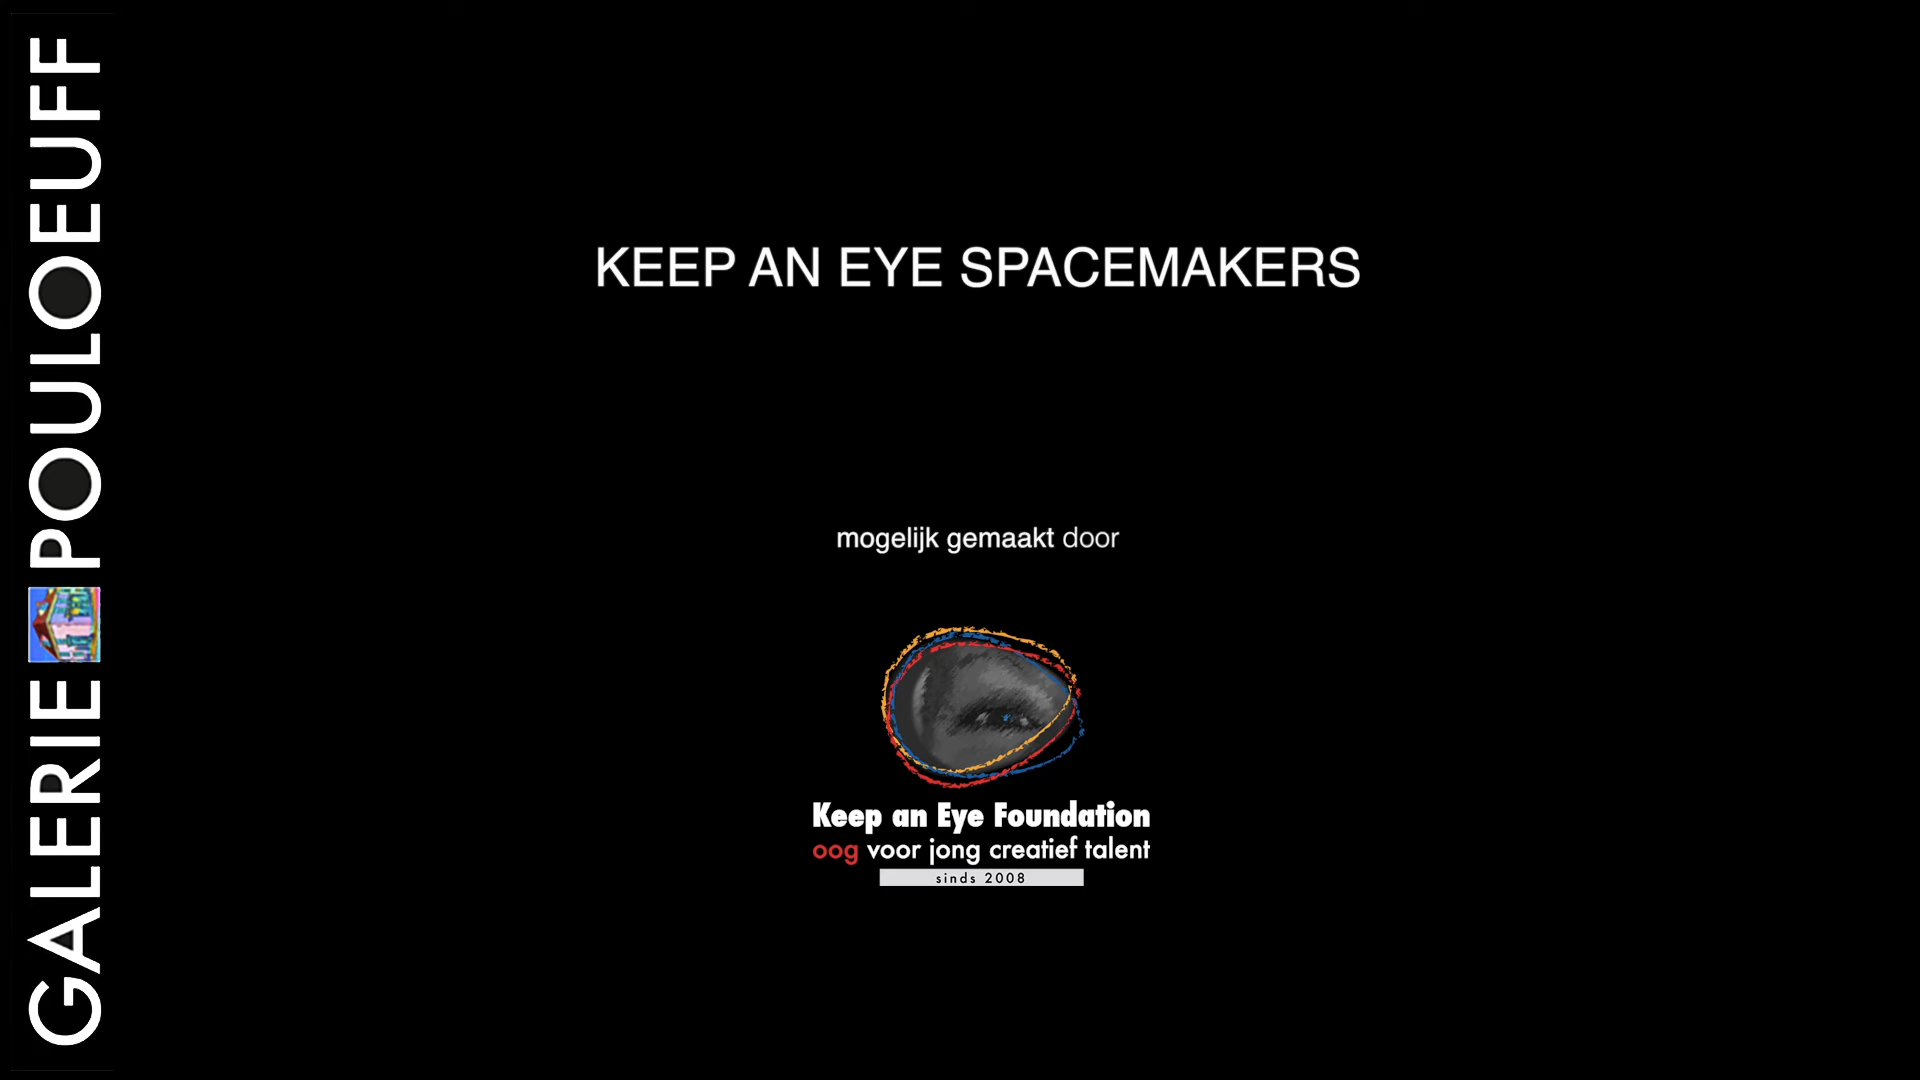 GALERIE POULOEUFF
KEEP AN EYE SPACEMAKERS
mogelijk gemaakt door
Keep an Eye Foundation
oog voor jong creatief talent
sinds 2008